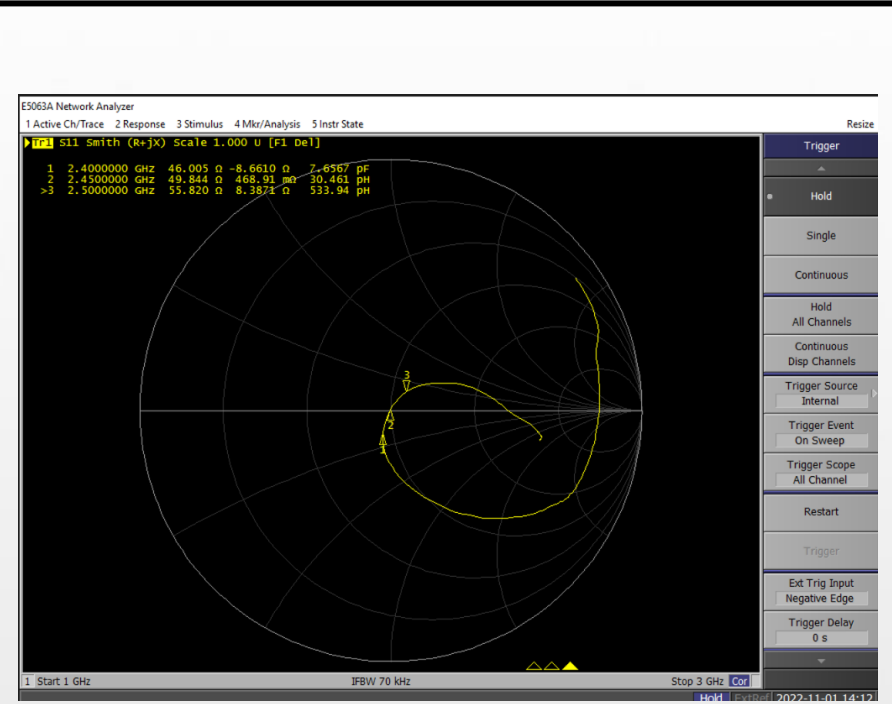 E5063A Network Analyzer
1 Active Ch/Trace 2 Response 3 Stimulus 4 Mkr/Analysis 5 Instr State
Resize
Tr1 S11 Smith (R+jX) Scale 1.000 U [F1 Del]
1 2.4000000 GHz 46.005 Ω -8.6610 Ω 7.6567 pF
2 2.4500000 GHz 49.844 Ω 468.91 mΩ 30.461 pH
>3 2.5000000 GHz 55.820 Ω 8.3871 Ω 533.94 pH
3
2
1
Trigger
Hold
Single
Continuous
Hold
All Channels
Continuous
Disp Channels
Trigger Source
Internal
Trigger Event
On Sweep
Trigger Scope
All Channel
Restart
Trigger
Ext Trig Input
Negative Edge
Trigger Delay
0 s
1 Start 1 GHz IFBW 70 kHz Stop 3 GHz Cor
Hold ExtRef 2022-11-01 14:12